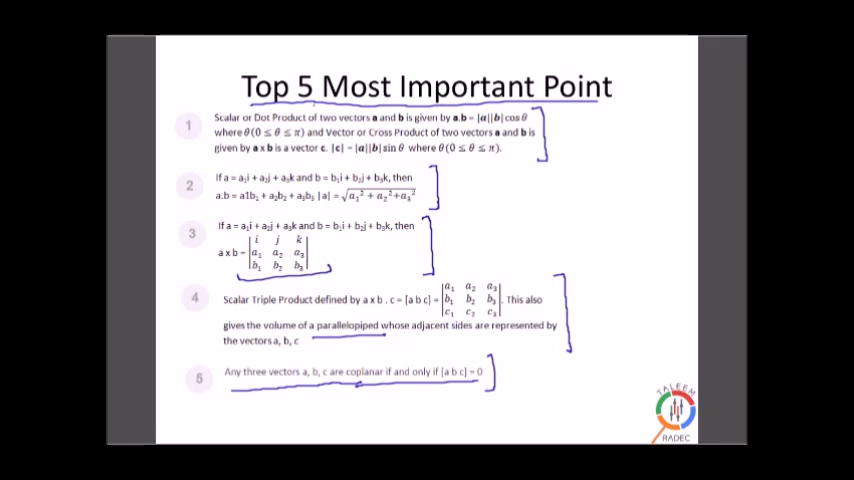 Top 5 Most Important Point
1
Scalar or Dot Product of two vectors a and b is given by a.b = |a||b| cos θ
where θ(0 ≤ θ ≤ π) and Vector or Cross Product of two vectors a and b is
given by a x b is a vector c. |c| = |a||b| sin θ where θ(0 ≤ θ ≤ π).
2
If a = a₁i + a₂j + a₃k and b = b₁i + b₂j + b₃k, then
a.b = a1b₁ + a₂b₂ + a₃b₃ |a| = √a₁² + a₂²+a₃²
3
If a = a₁i + a₂j + a₃k and b = b₁i + b₂j + b₃k, then
i j k
a x b = a₁ a₂ a₃
b₁ b₂ b₃
4
a₁ a₂ a₃
Scalar Triple Product defined by a x b . c = [a b c] = |b₁ b₂ b₃|. This also
c₁ c₂ c₃
gives the volume of a parallelopiped whose adjacent sides are represented by
the vectors a, b, c
5
Any three vectors a, b, c are coplanar if and only if [a b c] = 0
TALEEM
RADEC